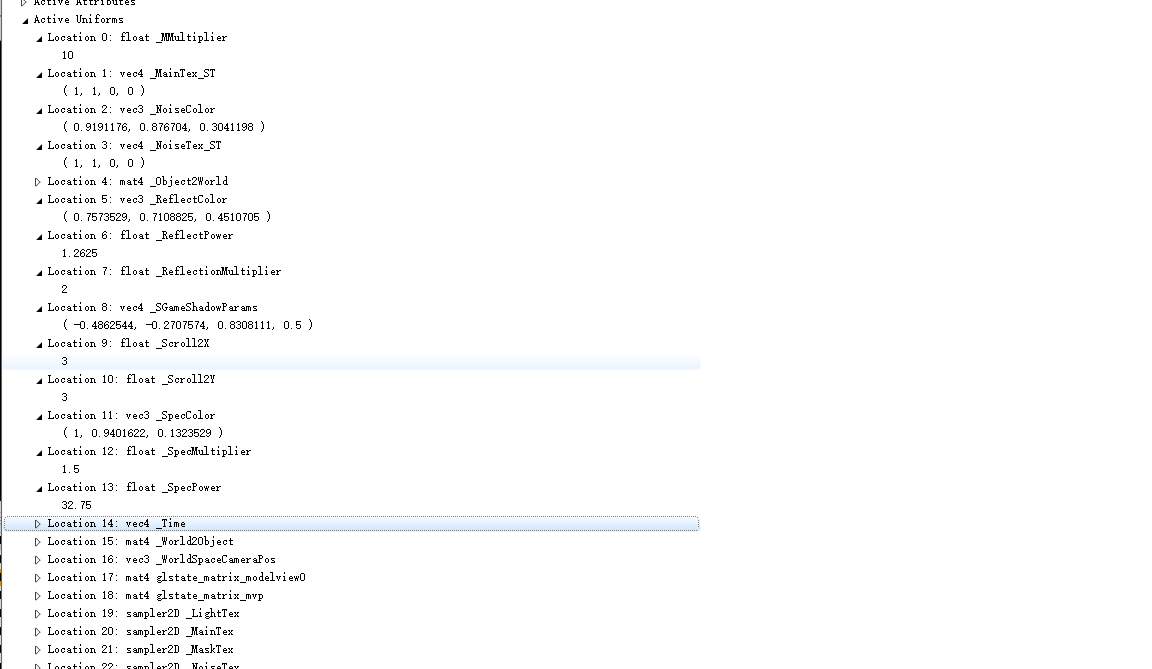 Active Attributes
Active Uniforms
Location 0: float _MMultiplier
10
Location 1: vec4 _MainTex_ST
( 1, 1, 0, 0 )
Location 2: vec3 _NoiseColor
( 0.9191176, 0.876704, 0.3041198 )
Location 3: vec4 _NoiseTex_ST
( 1, 1, 0, 0 )
Location 4: mat4 _Object2World
Location 5: vec3 _ReflectColor
( 0.7573529, 0.7108825, 0.4510705 )
Location 6: float _ReflectPower
1.2625
Location 7: float _ReflectionMultiplier
2
Location 8: vec4 _SGameShadowParams
( -0.4862544, -0.2707574, 0.8308111, 0.5 )
Location 9: float _Scroll2X
3
Location 10: float _Scroll2Y
3
Location 11: vec3 _SpecColor
( 1, 0.9401622, 0.1323529 )
Location 12: float _SpecMultiplier
1.5
Location 13: float _SpecPower
32.75
Location 14: vec4 _Time
Location 15: mat4 _World2Object
Location 16: vec3 _WorldSpaceCameraPos
Location 17: mat4 glstate_matrix_modelview0
Location 18: mat4 glstate_matrix_mvp
Location 19: sampler2D _LightTex
Location 20: sampler2D _MainTex
Location 21: sampler2D _MaskTex
Location 22: sampler2D _NoiseTex